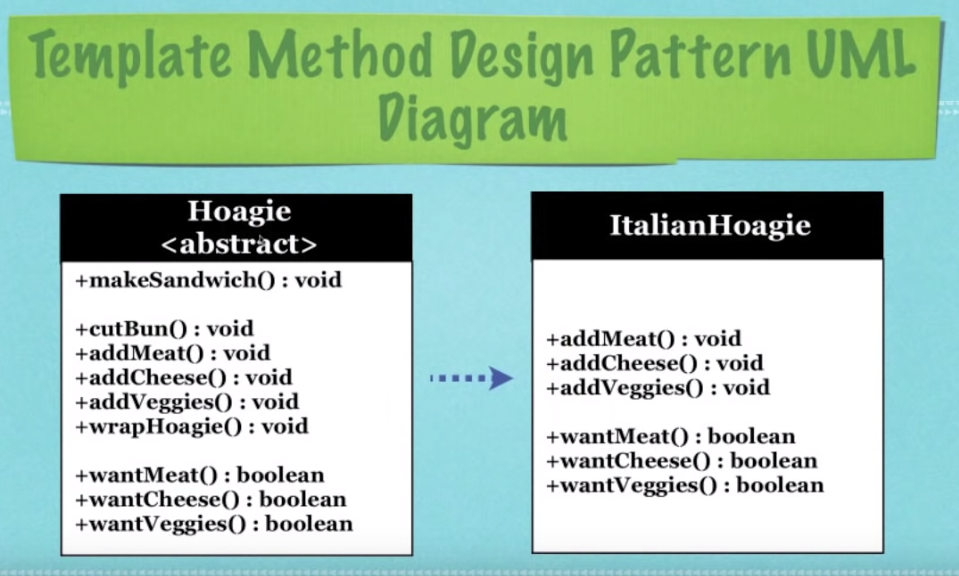 Template Method Design Pattern UML
Diagram
Hoagie
<abstract>
+makeSandwich() : void
+cutBun() : void
+addMeat() : void
+addCheese() : void
+addVeggies() : void
+wrapHoagie() : void
+wantMeat() : boolean
+wantCheese() : boolean
+wantVeggies() : boolean
ItalianHoagie
+addMeat() : void
+addCheese() : void
+addVeggies() : void
+wantMeat() : boolean
+wantCheese() : boolean
+wantVeggies() : boolean